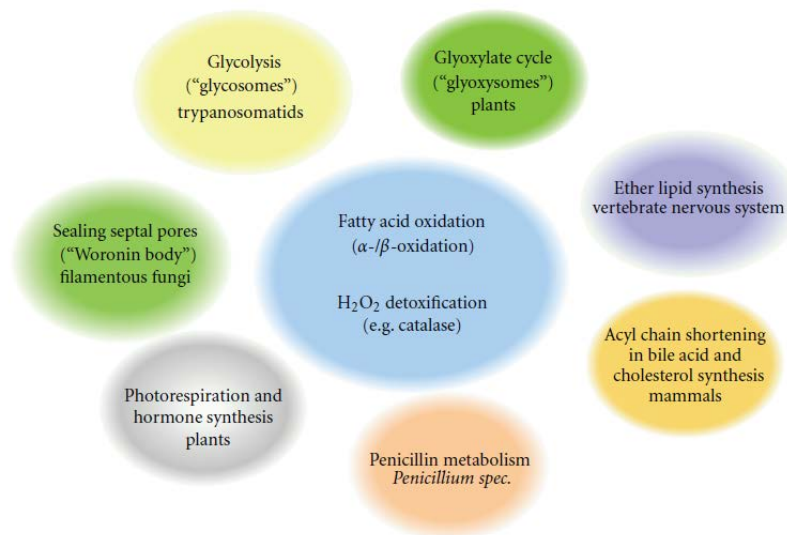 Glycolysis
("glycosomes")
trypanosomatids
Glyoxylate cycle
("glyoxysomes")
plants
Ether lipid synthesis
vertebrate nervous system
Fatty acid oxidation
(α-/β-oxidation)
H₂O₂ detoxification
(e.g. catalase)
Sealing septal pores
("Woronin body")
filamentous fungi
Acyl chain shortening
in bile acid and
cholesterol synthesis
mammals
Photorespiration and
hormone synthesis
plants
Penicillin metabolism
Penicillium spec.